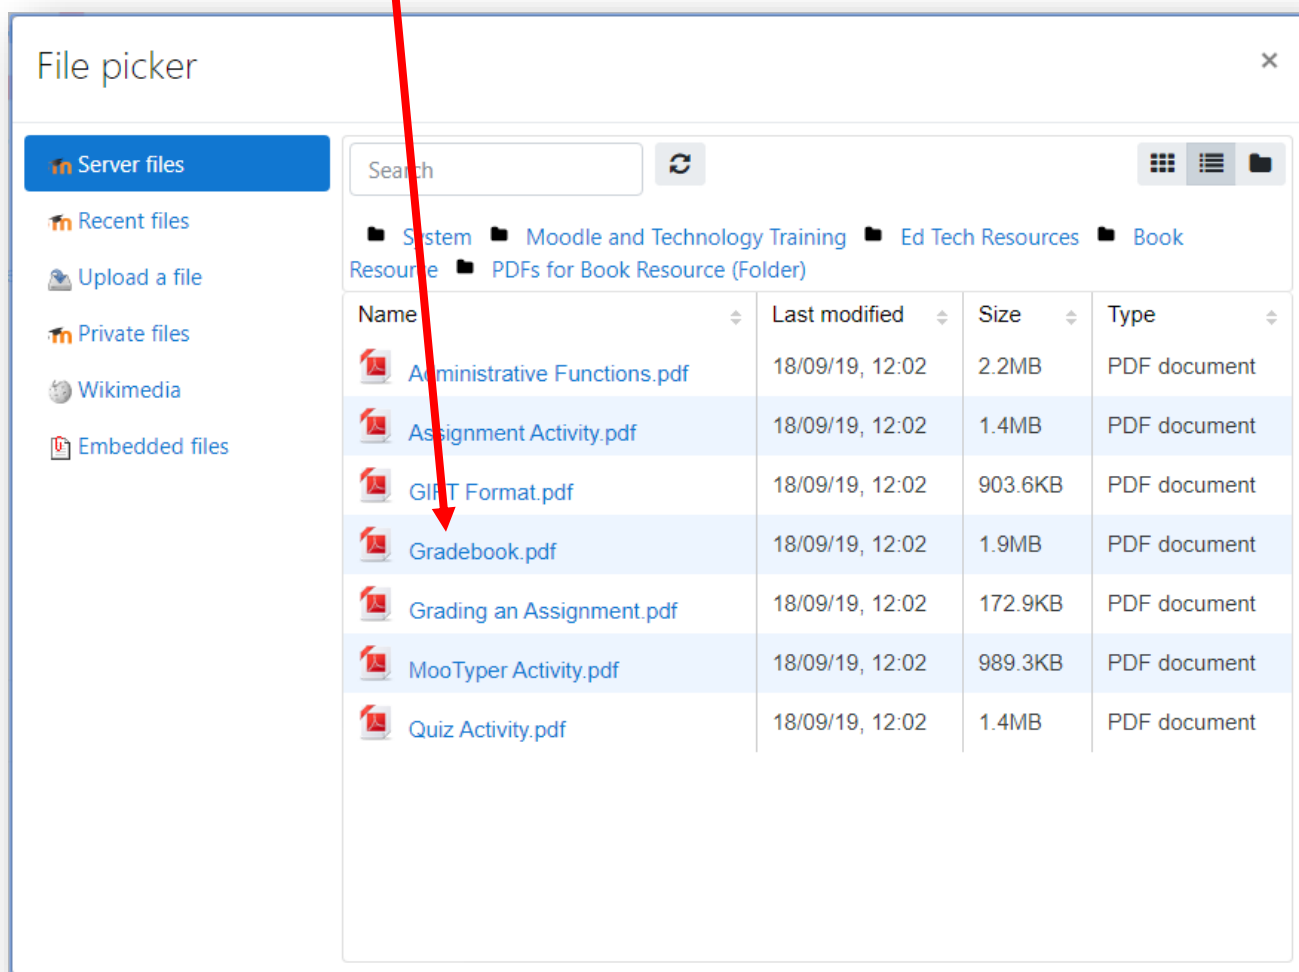 File picker
×
Server files
Recent files
Upload a file
Private files
Wikimedia
Embedded files
Search
System Moodle and Technology Training Ed Tech Resources Book
Resource PDFs for Book Resource (Folder)
Name Last modified Size Type
Administrative Functions.pdf 18/09/19, 12:02 2.2MB PDF document
Assignment Activity.pdf 18/09/19, 12:02 1.4MB PDF document
GIFT Format.pdf 18/09/19, 12:02 903.6KB PDF document
Gradebook.pdf 18/09/19, 12:02 1.9MB PDF document
Grading an Assignment.pdf 18/09/19, 12:02 172.9KB PDF document
MooTyper Activity.pdf 18/09/19, 12:02 989.3KB PDF document
Quiz Activity.pdf 18/09/19, 12:02 1.4MB PDF document